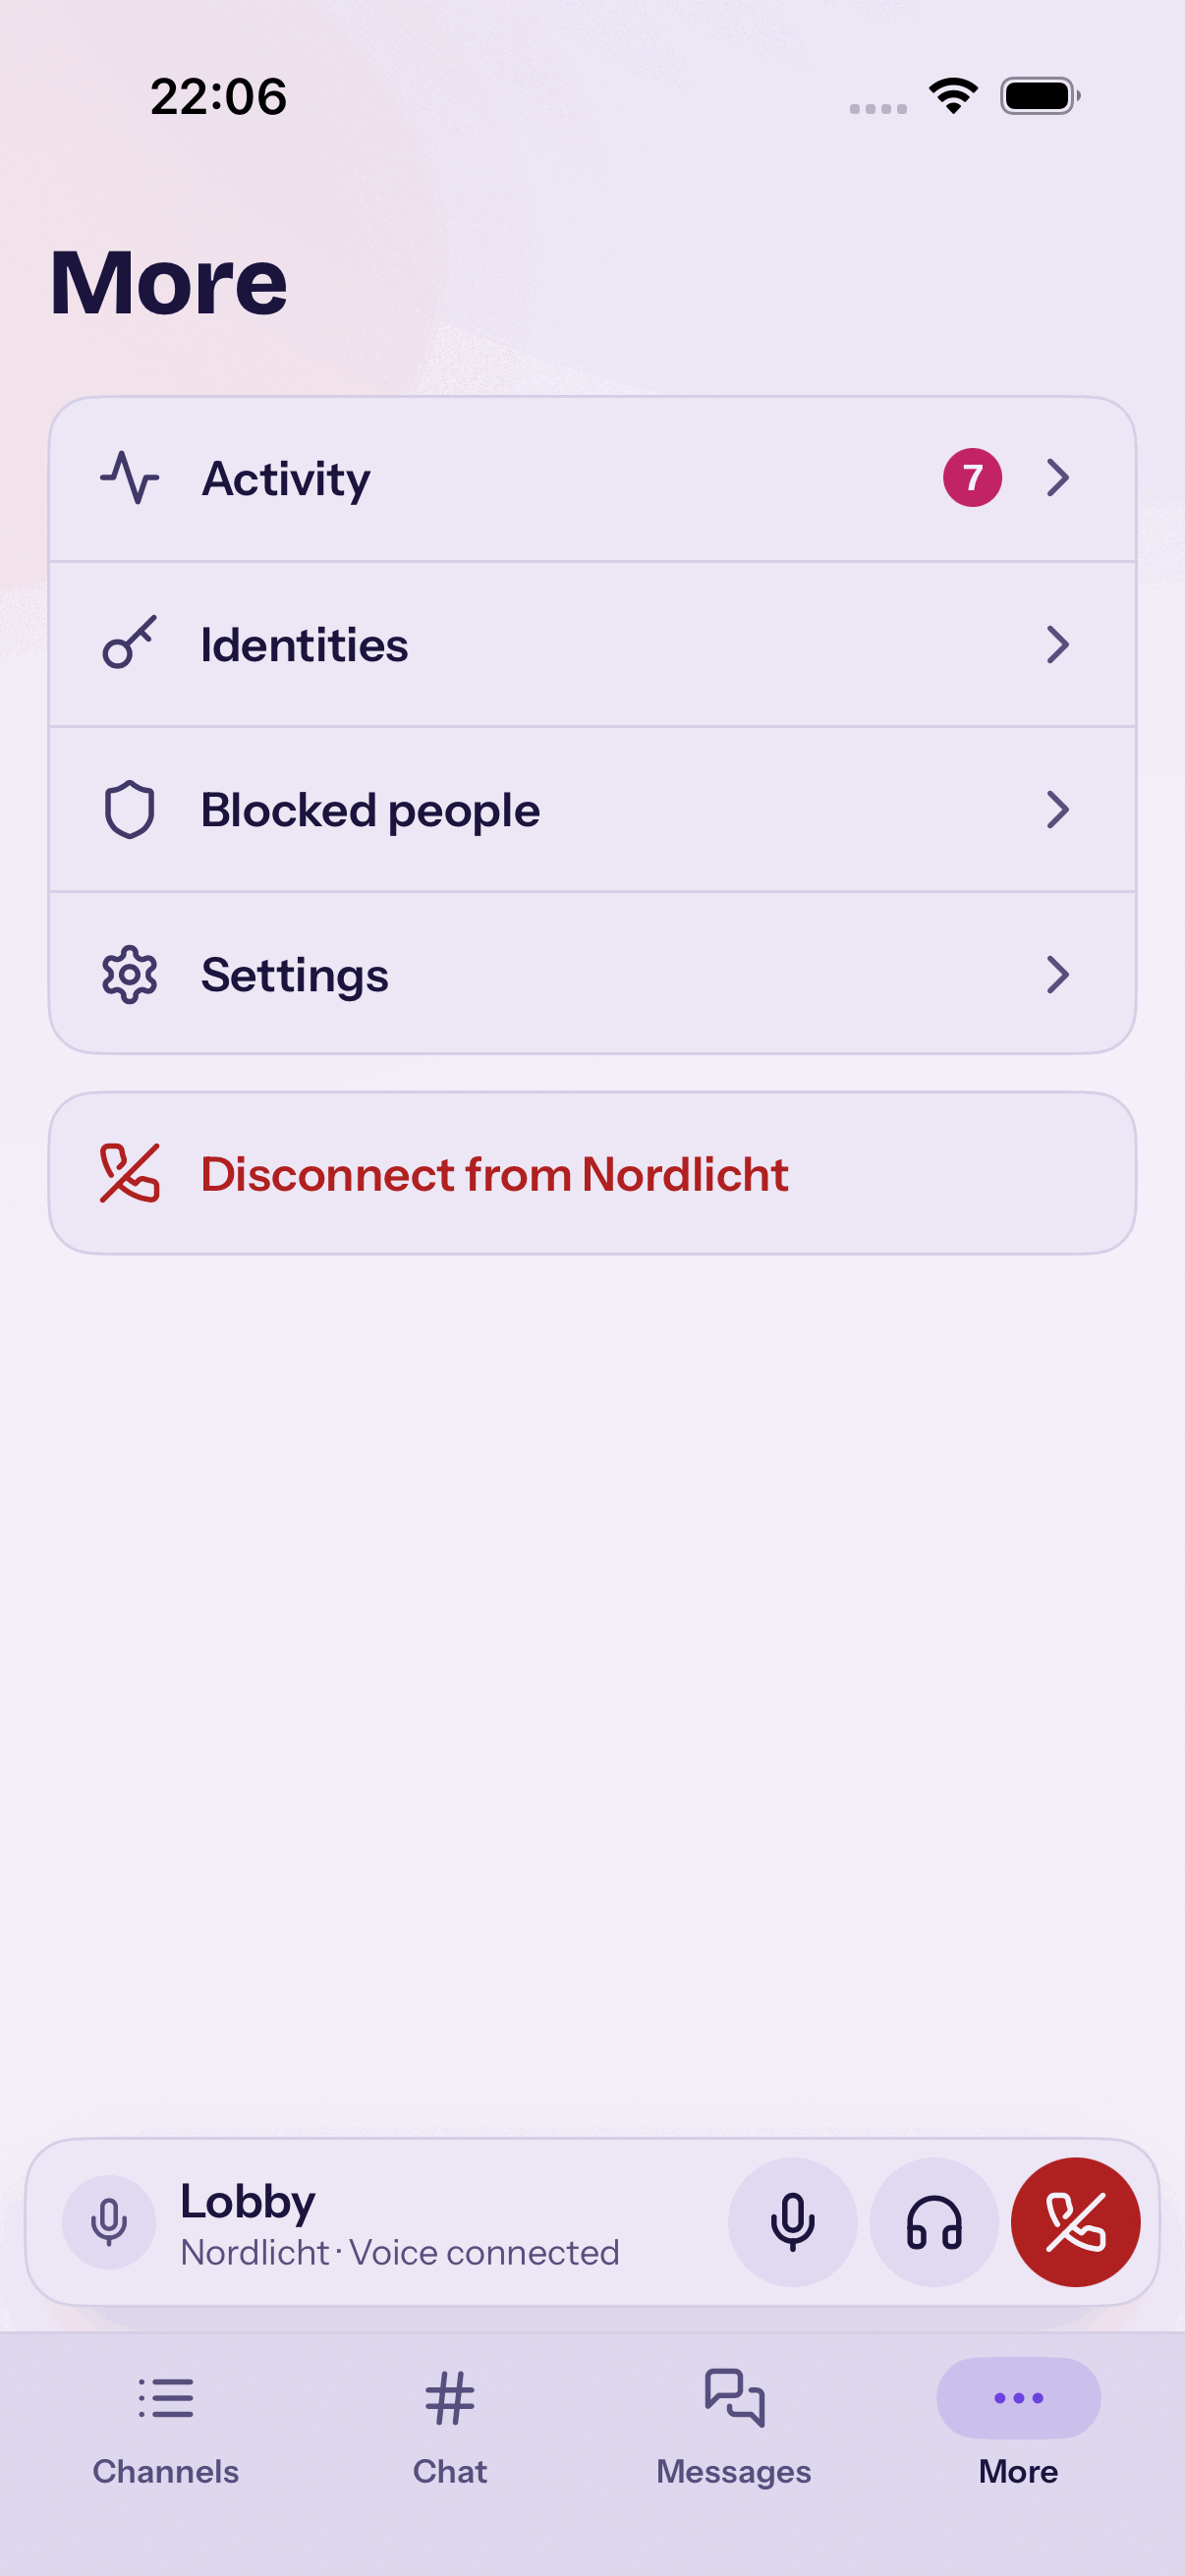 22:06
More
Activity
7
Identities
Blocked people
Settings
Disconnect from Nordlicht
Lobby
Nordlicht · Voice connected
Channels
Chat
Messages
More